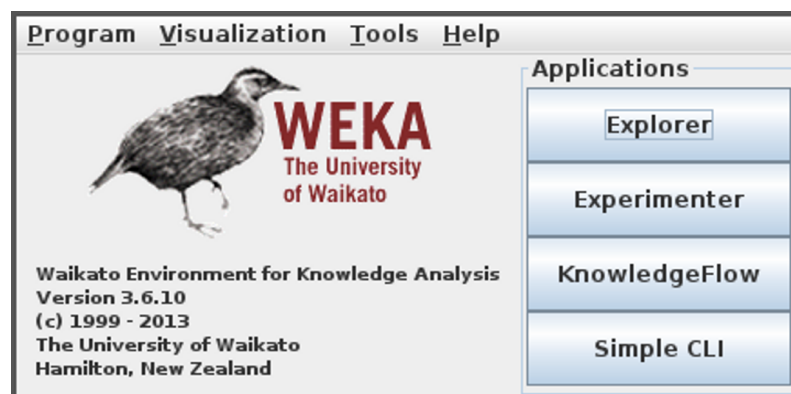 Program Visualization Tools Help
Applications
WEKA
The University
of Waikato
Explorer
Experimenter
KnowledgeFlow
Simple CLI
Waikato Environment for Knowledge Analysis
Version 3.6.10
(c) 1999 - 2013
The University of Waikato
Hamilton, New Zealand